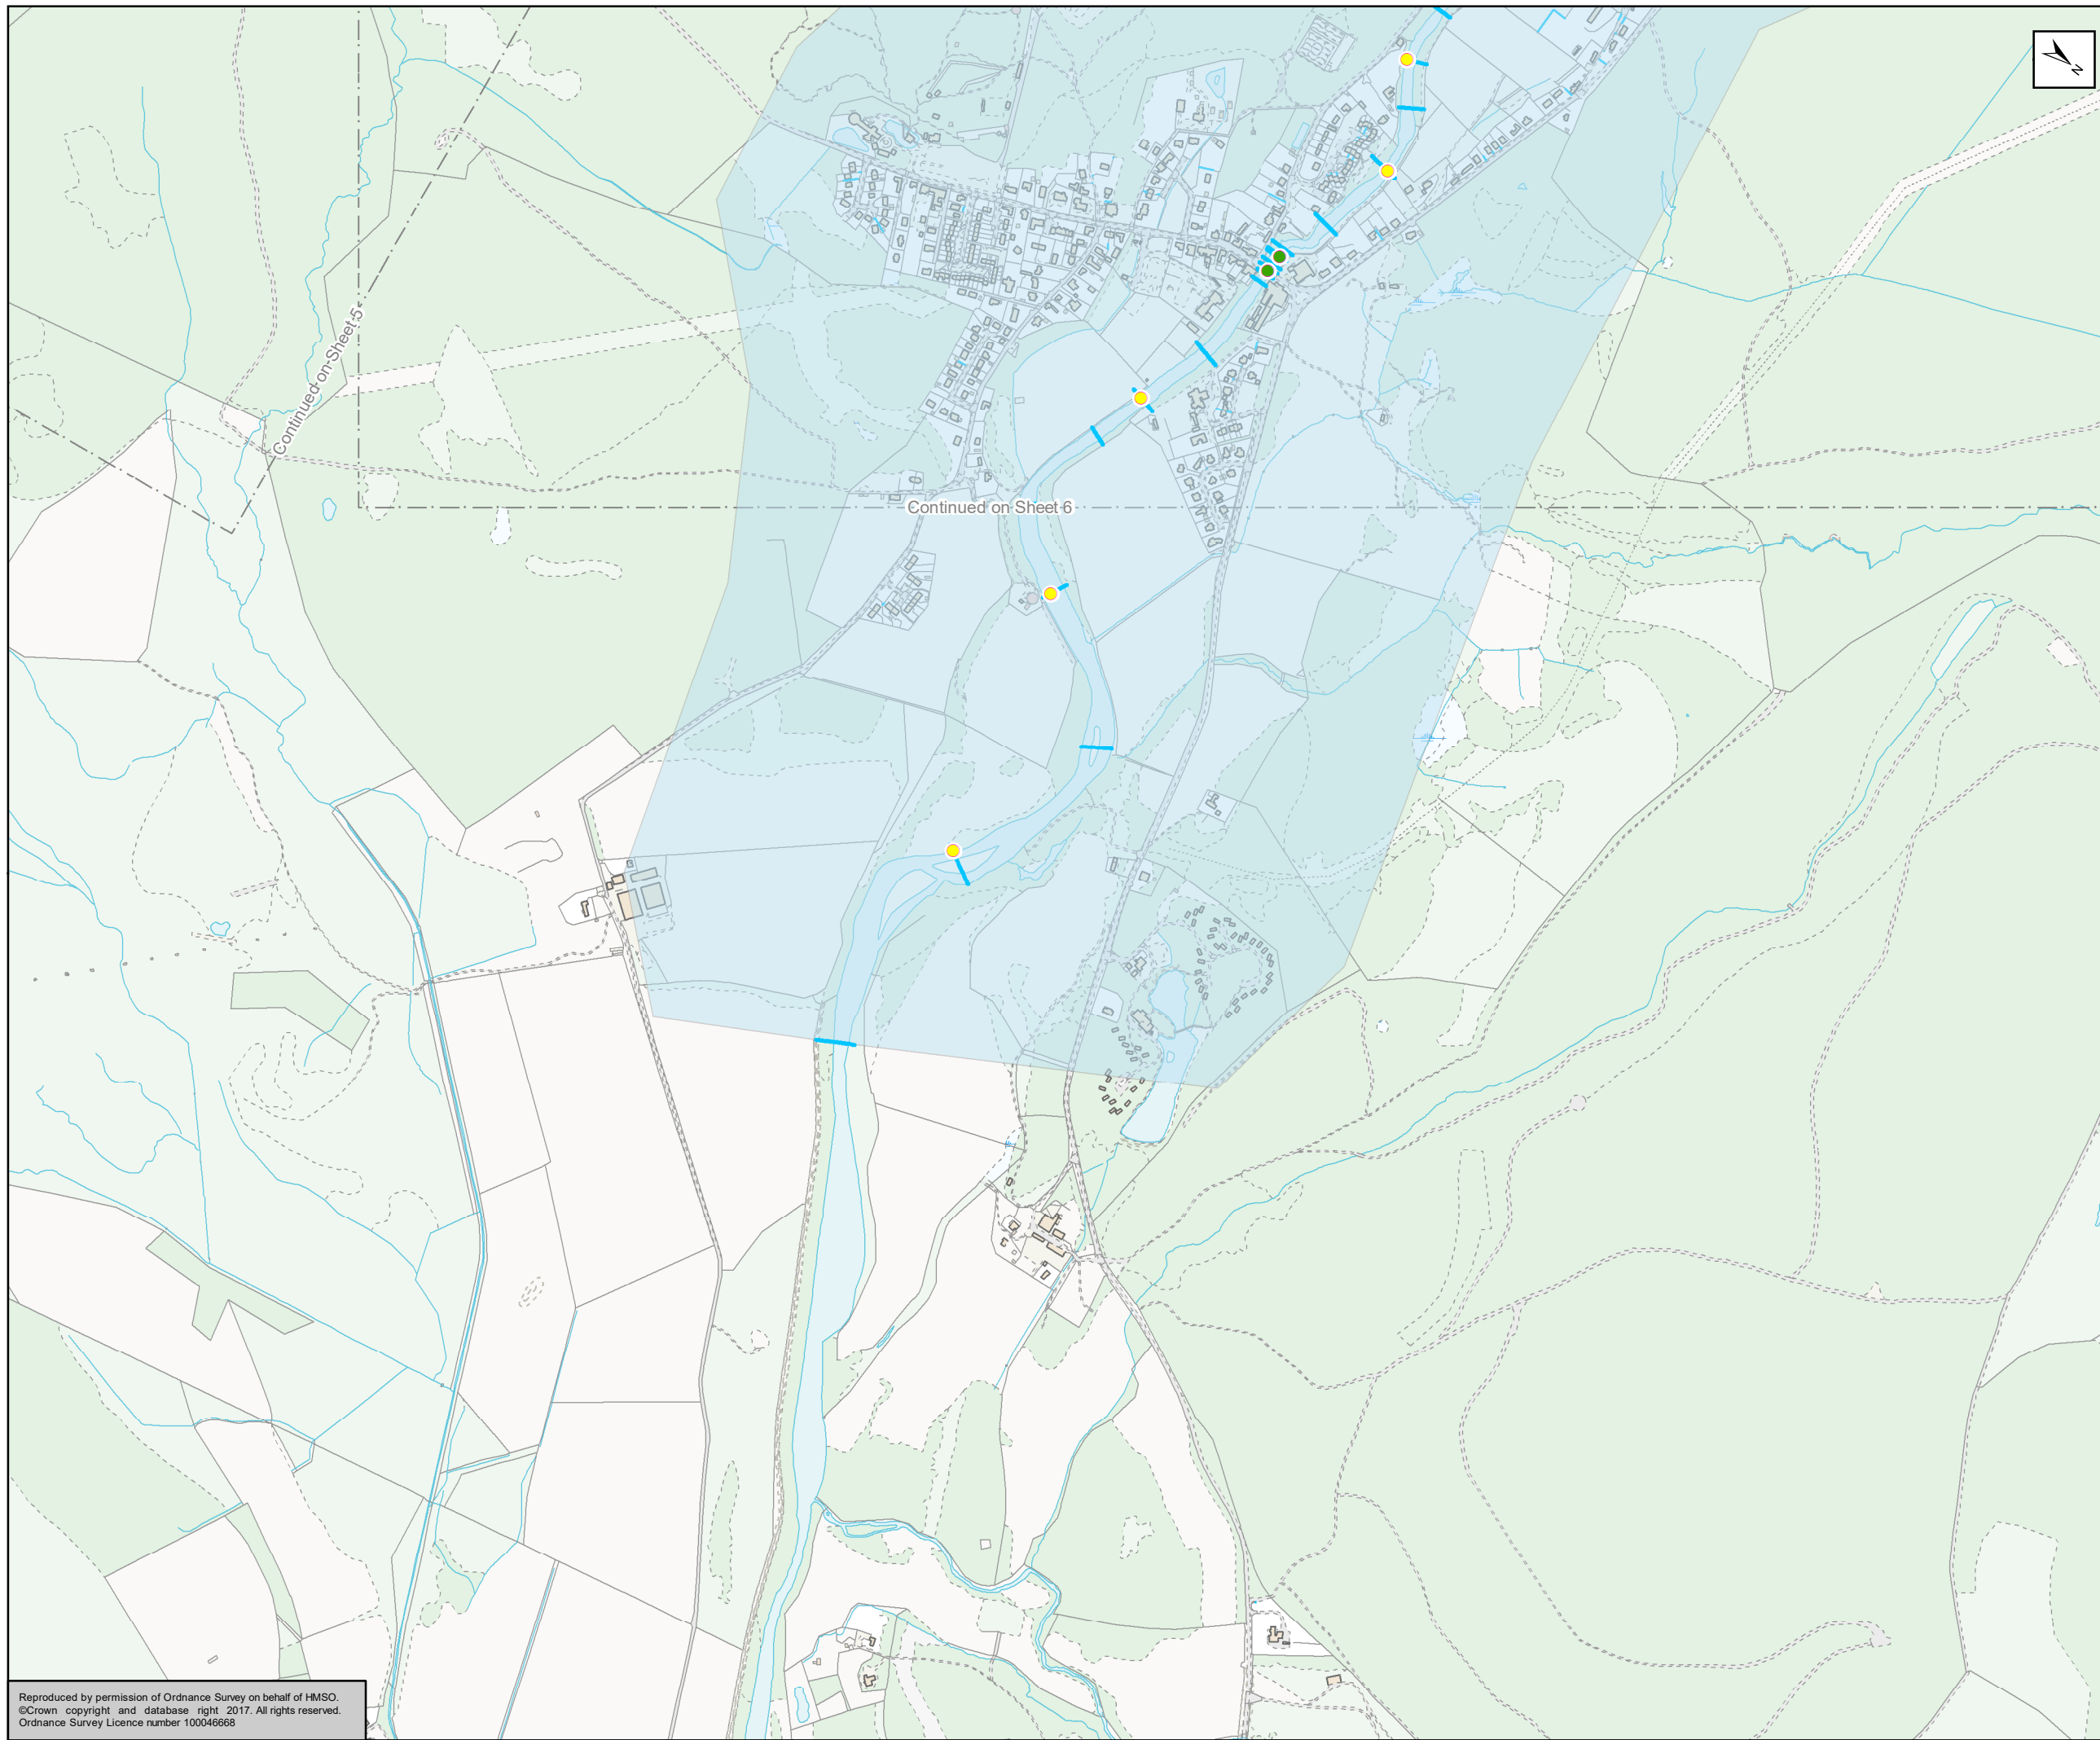 N
Continued on Sheet 5
Continued on Sheet 6
Reproduced by permission of Ordnance Survey on behalf of HMSO.
©Crown copyright and database right 2017. All rights reserved.
Ordnance Survey Licence number 100046668